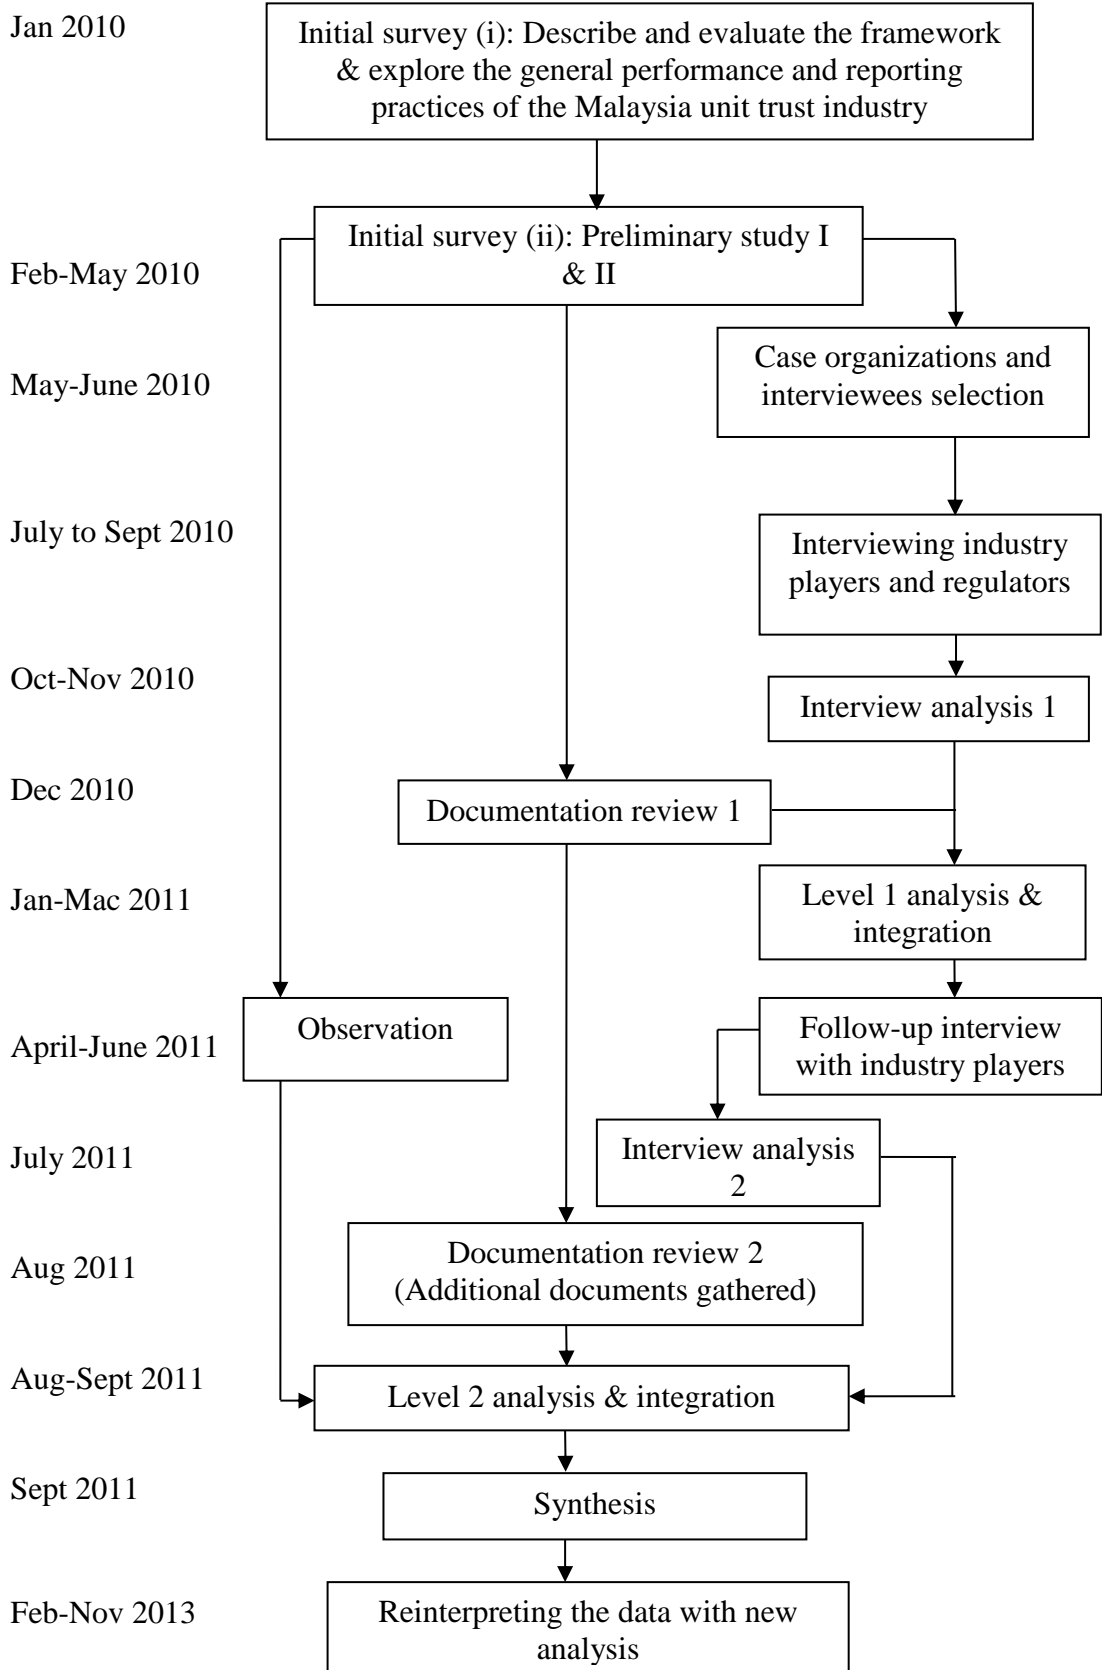 Jan 2010
Initial survey (i): Describe and evaluate the framework
& explore the general performance and reporting
practices of the Malaysia unit trust industry
Initial survey (ii): Preliminary study I
& II
Feb-May 2010
Case organizations and
interviewees selection
May-June 2010
July to Sept 2010
Interviewing industry
players and regulators
Oct-Nov 2010
Interview analysis 1
Dec 2010
Documentation review 1
Jan-Mac 2011
Level 1 analysis &
integration
Observation
Follow-up interview
with industry players
April-June 2011
July 2011
Interview analysis
2
Documentation review 2
(Additional documents gathered)
Aug 2011
Aug-Sept 2011
Level 2 analysis & integration
Sept 2011
Synthesis
Feb-Nov 2013
Reinterpreting the data with new
analysis